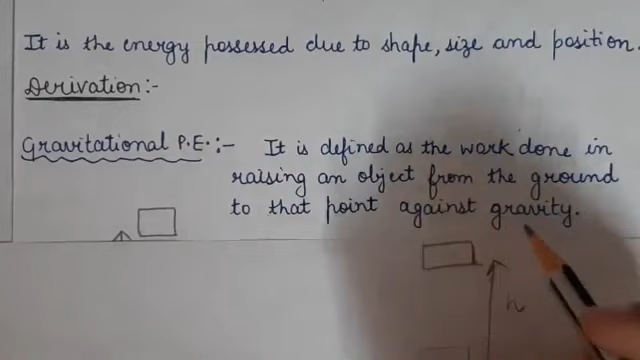 It is the energy possessed due to shape, size and position.
Derivation:-
Gravitational P.E.:- It is defined as the work done in
raising an object from the ground
to that point against gravity.
h